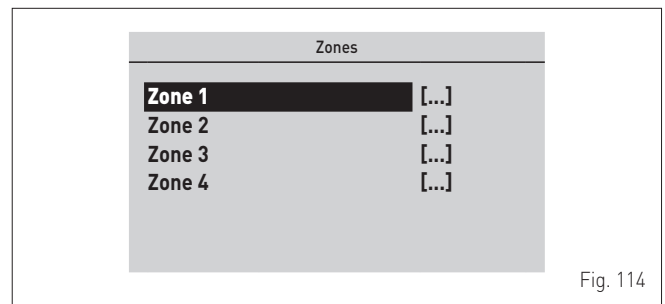 Zones
Zone 1 [...]
Zone 2 [...]
Zone 3 [...]
Zone 4 [...]
Fig. 114